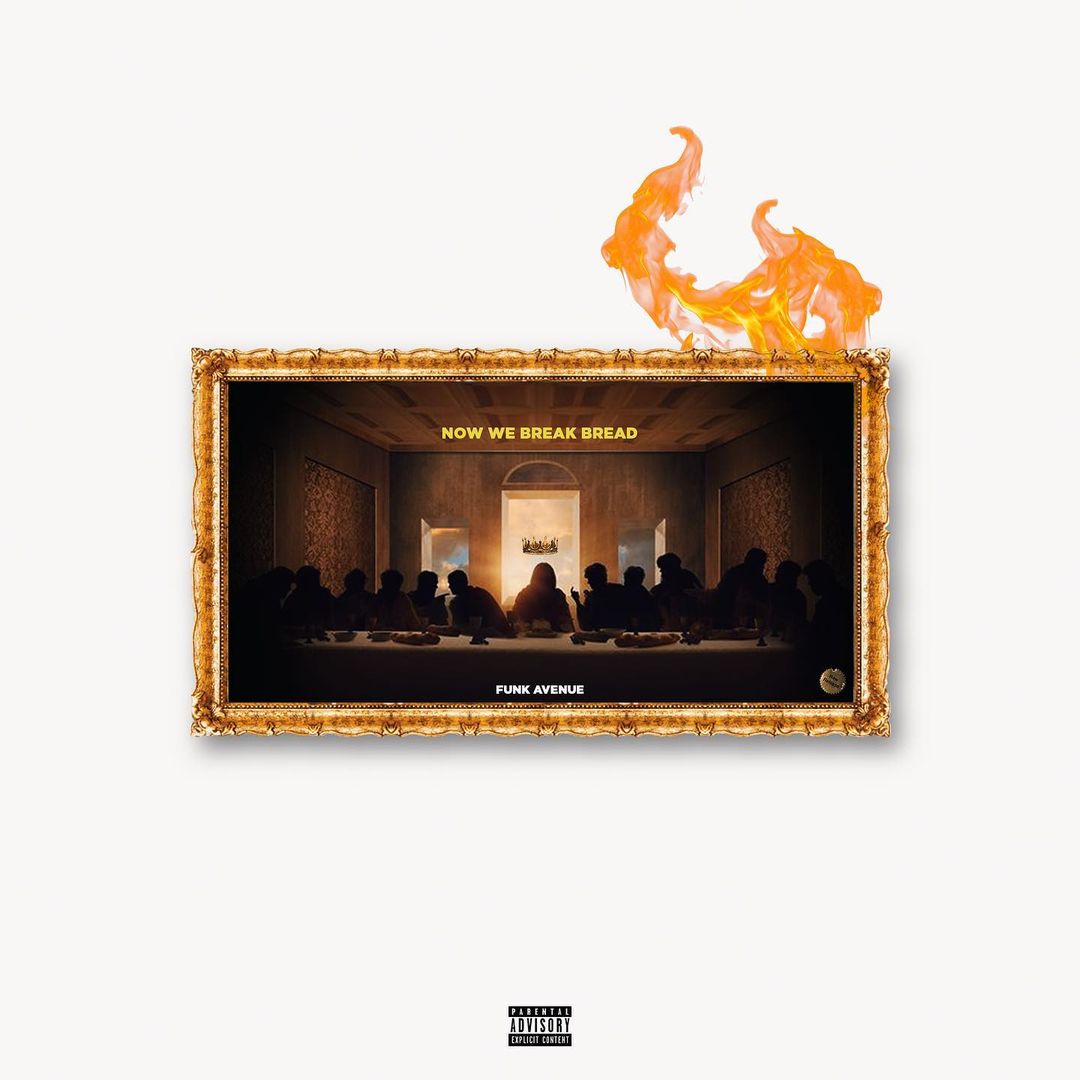 NOW WE BREAK BREAD
FUNK AVENUE
PARENTAL
ADVISORY
EXPLICIT CONTENT